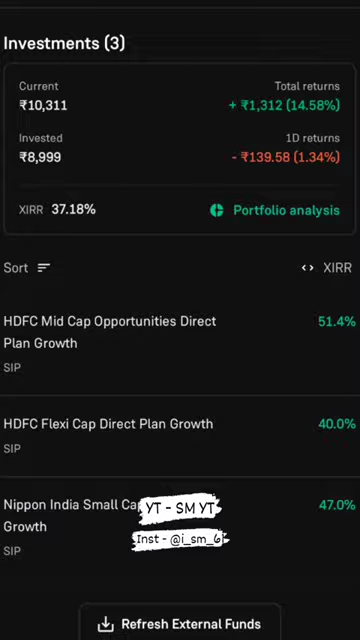 Investments (3)
Current Total returns
₹10,311 + ₹1,312 (14.58%)
Invested 1D returns
₹8,999 - ₹139.58 (1.34%)
XIRR 37.18% Portfolio analysis
Sort <> XIRR
HDFC Mid Cap Opportunities Direct 51.4%
Plan Growth
SIP
HDFC Flexi Cap Direct Plan Growth 40.0%
SIP
Nippon India Small 47.0%
YT - SM YT
Growth
Inst - @i_sm_6
SIP
Refresh External Funds